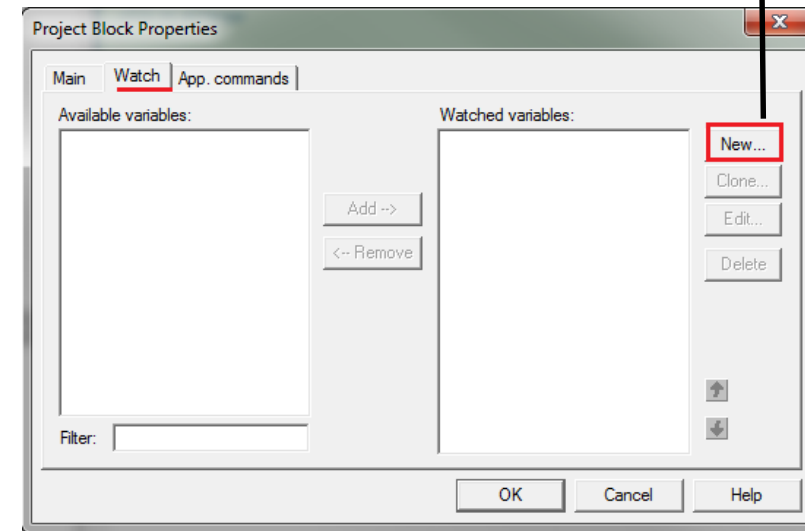 Project Block Properties
x
Main Watch App. commands
Available variables:
Watched variables:
New...
Clone...
Add -->
Edit...
<-- Remove
Delete
Filter:
OK Cancel Help